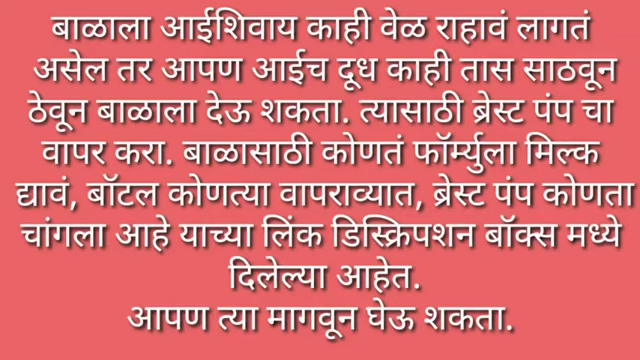 बाळाला आईशिवाय काही वेळ राहावं लागतं
असेल तर आपण आईच दूध काही तास साठवून
ठेवून बाळाला देऊ शकता. त्यासाठी ब्रेस्ट पंप चा
वापर करा. बाळासाठी कोणतं फॉर्म्युला मिल्क
द्यावं, बॉटल कोणत्या वापराव्यात, ब्रेस्ट पंप कोणता
चांगला आहे याच्या लिंक डिस्क्रिपशन बॉक्स मध्ये
दिलेल्या आहेत.
आपण त्या मागवून घेऊ शकता.